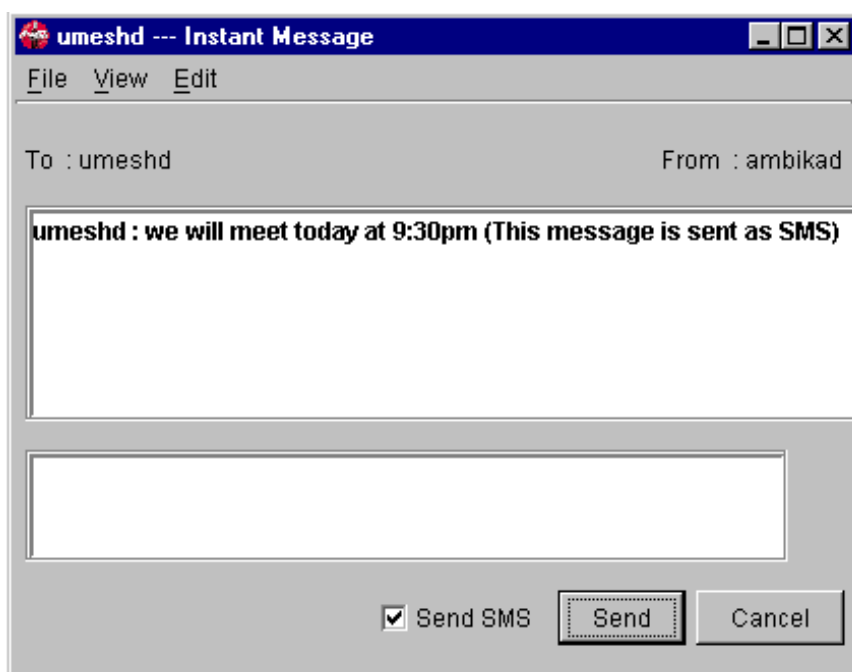 umeshd --- Instant Message
File View Edit
To : umeshd From : ambikad
umeshd : we will meet today at 9:30pm (This message is sent as SMS)
Send SMS Send Cancel